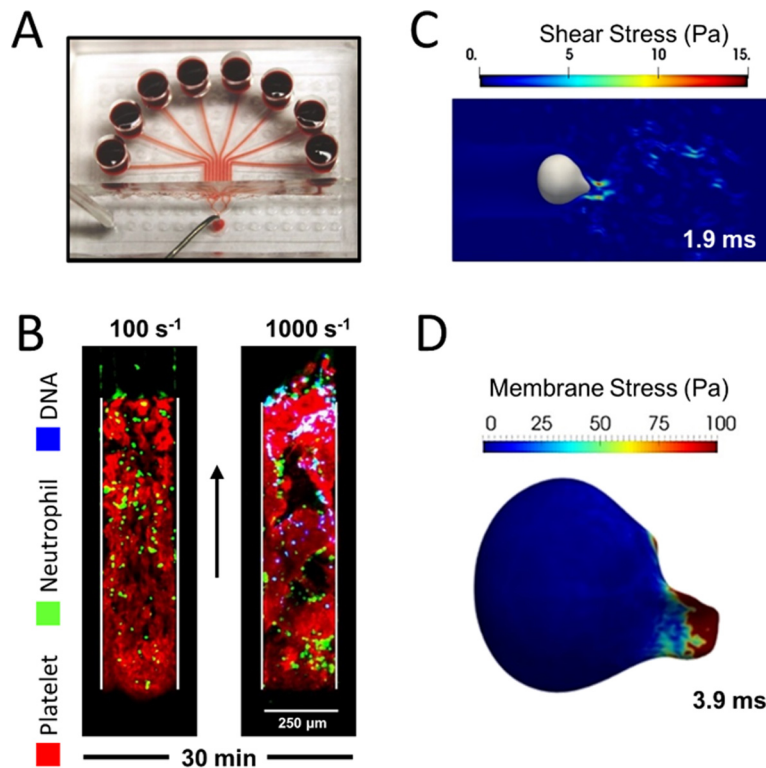 A
C
Shear Stress (Pa)
0. 5 10 15.
1.9 ms
B
100 s-1
1000 s-1
DNA
Neutrophil
Platelet
250 µm
30 min
D
Membrane Stress (Pa)
0 25 50 75 100
3.9 ms